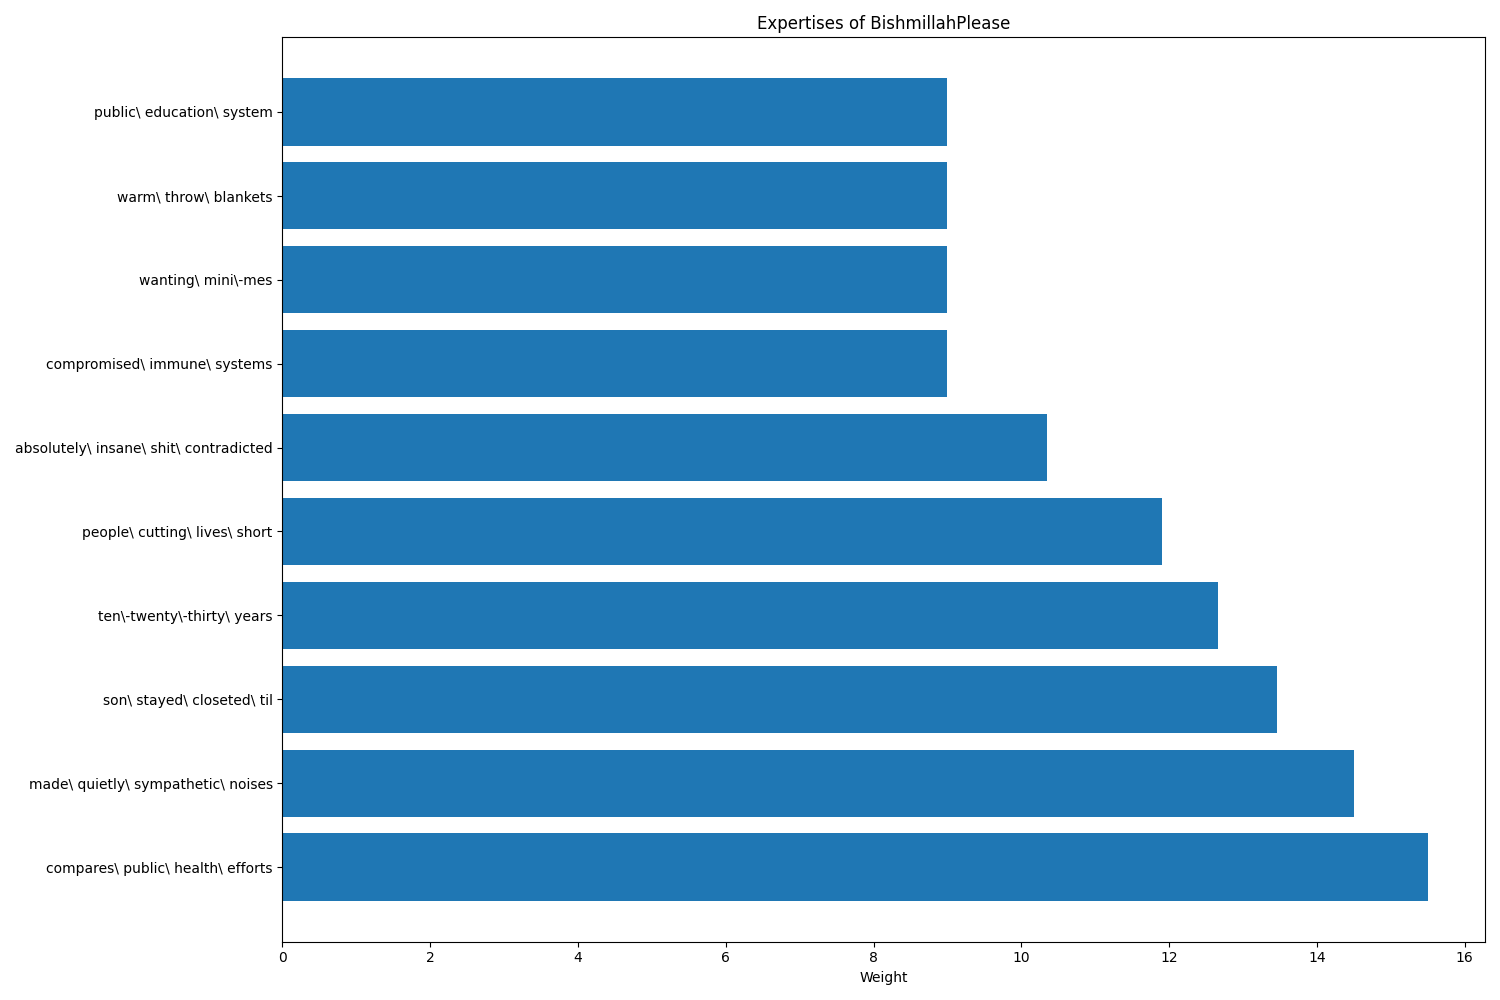 Expertises of BishmillahPlease
public\ education\ system
warm\ throw\ blankets
wanting\ mini\-mes
compromised\ immune\ systems
absolutely\ insane\ shit\ contradicted
people\ cutting\ lives\ short
ten\-twenty\-thirty\ years
son\ stayed\ closeted\ til
made\ quietly\ sympathetic\ noises
compares\ public\ health\ efforts
0 2 4 6 8 10 12 14 16
Weight